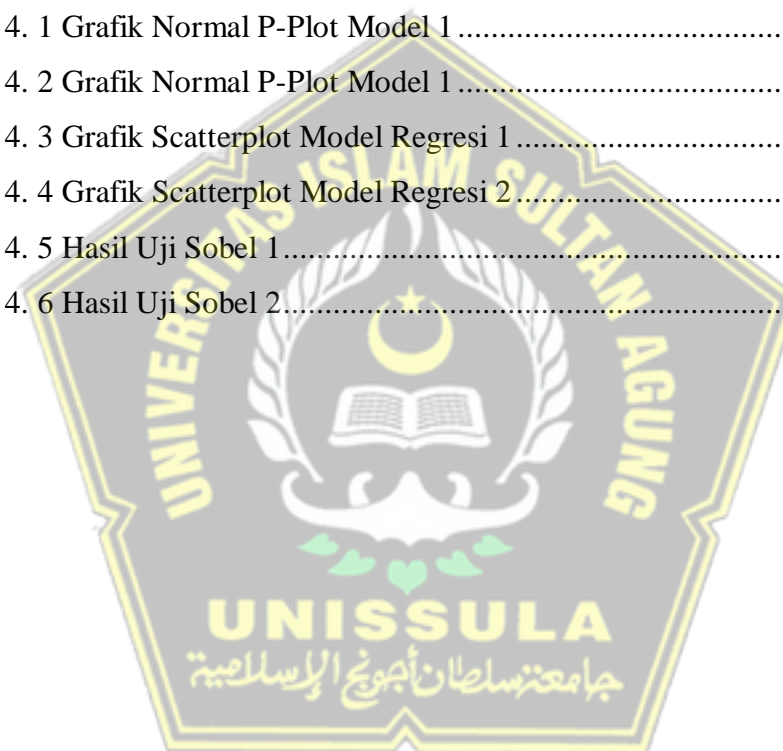 4. 1 Grafik Normal P-Plot Model 1 ....................................
4. 2 Grafik Normal P-Plot Model 1 ....................................
4. 3 Grafik Scatterplot Model Regresi 1 ..............................
4. 4 Grafik Scatterplot Model Regresi 2 ..............................
4. 5 Hasil Uji Sobel 1 .......................................................
4. 6 Hasil Uji Sobel 2 .......................................................
UNIVERSITAS ISLAM SULTAN AGUNG
UNISSULA
جامعة سلطان أجونج الإسلامية